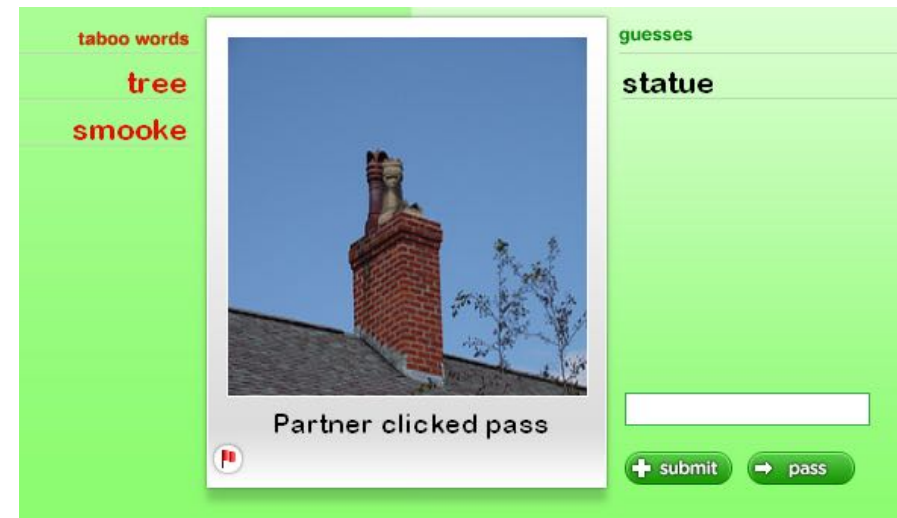 taboo words
tree
smooke
guesses
statue
Partner clicked pass
submit
pass